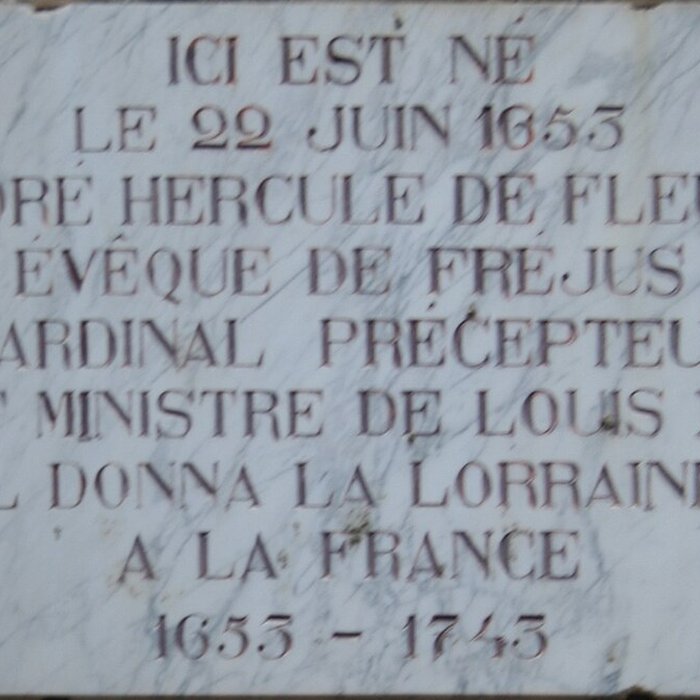 ICI EST NÉ
LE 22 JUIN 1653
DRÉ HERCULE DE FLEU
ÉVÊQUE DE FRÉJUS
ARDINAL PRÉCEPTEU
T MINISTRE DE LOUIS
L DONNA LA LORRAINE
A LA FRANCE
1653 - 1743